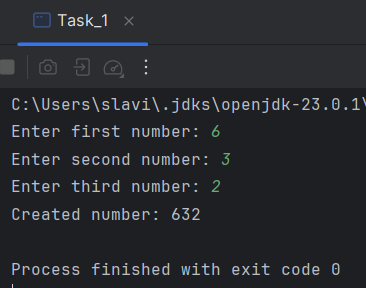 Task_1
C:\Users\slavi\.jdks\openjdk-23.0.1\
Enter first number: 6
Enter second number: 3
Enter third number: 2
Created number: 632
Process finished with exit code 0